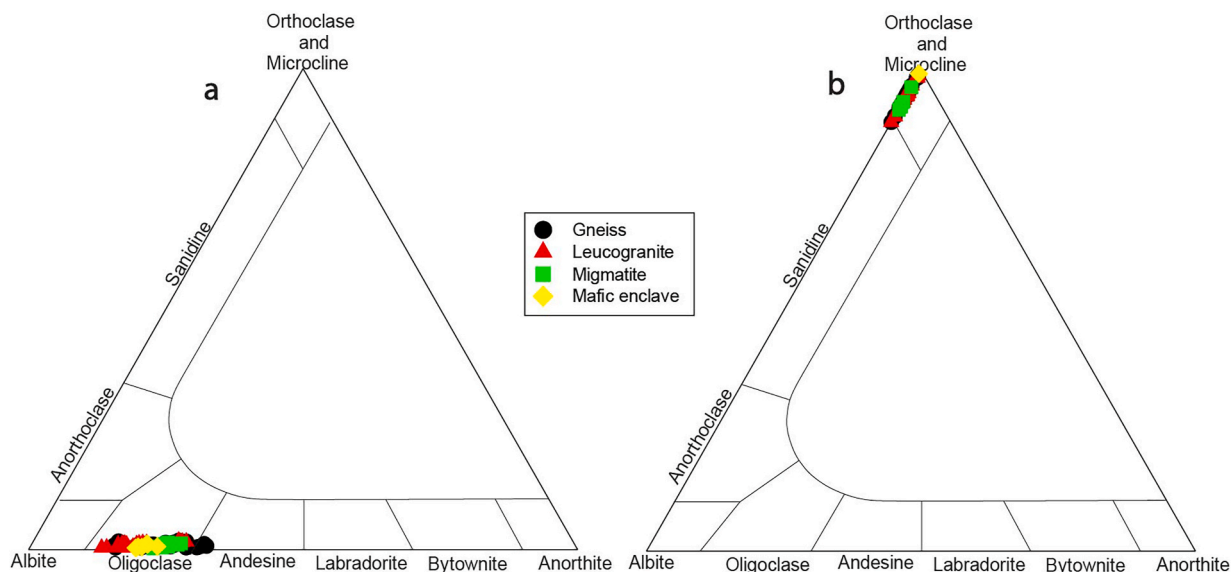 Orthoclase
and
Microcline
a
Sanidine
Anorthoclase
Albite
Oligoclase
Andesine
Labradorite
Bytownite
Anorthite
Gneiss
Leucogranite
Migmatite
Mafic enclave
Orthoclase
and
Microcline
b
Sanidine
Anorthoclase
Albite
Oligoclase
Andesine
Labradorite
Bytownite
Anorthite